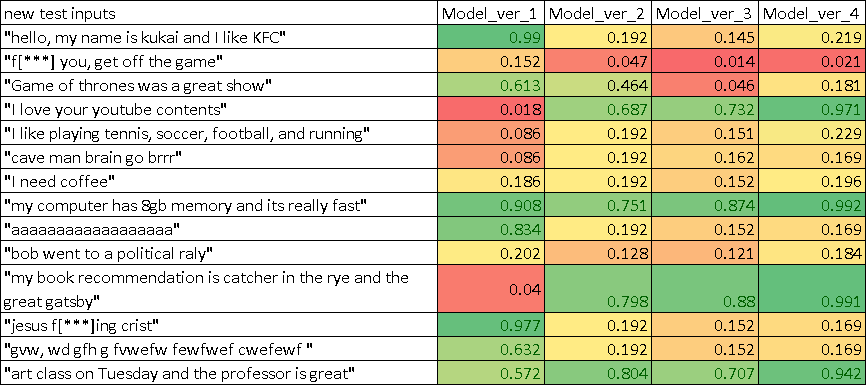 new test inputs Model_ver_1 Model_ver_2 Model_ver_3 Model_ver_4
"hello, my name is kukai and I like KFC" 0.99 0.192 0.145 0.219
"f[***] you, get off the game" 0.152 0.047 0.014 0.021
"Game of thrones was a great show" 0.613 0.464 0.046 0.181
"I love your youtube contents" 0.018 0.687 0.732 0.971
"I like playing tennis, soccer, football, and running" 0.086 0.192 0.151 0.229
"cave man brain go brrr" 0.086 0.192 0.162 0.169
"I need coffee" 0.186 0.192 0.152 0.196
"my computer has 8gb memory and its really fast" 0.908 0.751 0.874 0.992
"aaaaaaaaaaaaaaaaaa" 0.834 0.192 0.152 0.169
"bob went to a political raly" 0.202 0.128 0.121 0.184
"my book recommendation is catcher in the rye and the
great gatsby" 0.04 0.798 0.88 0.991
"jesus f[***]ing crist" 0.977 0.192 0.152 0.169
"gvw, wd gfh g fvwefw fewfwef cwefewf " 0.632 0.192 0.152 0.169
"art class on Tuesday and the professor is great" 0.572 0.804 0.707 0.942